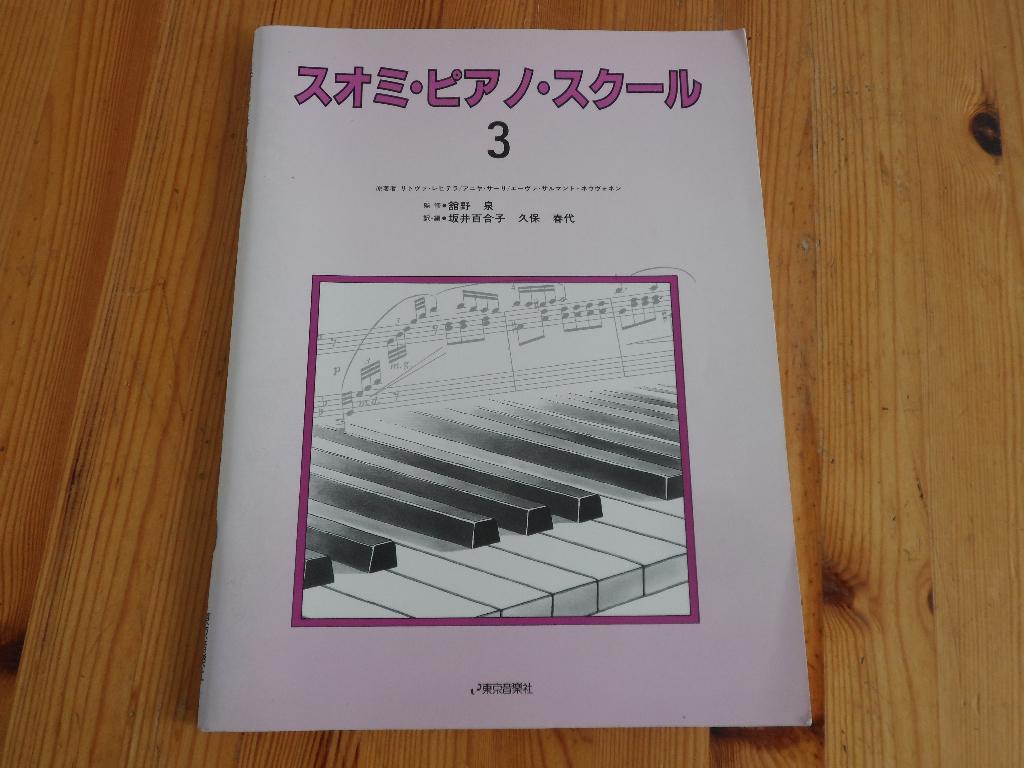 スオミ・ピアノ・スクール
3
原著者 リトヴァ・レヒテラ/アニヤ・サーリ/エーヴァ・サルマント・ネウヴォネン
監修●舘野 泉
訳・編●坂井百合子 久保 春代
p
m.g
m.d
東京音楽社